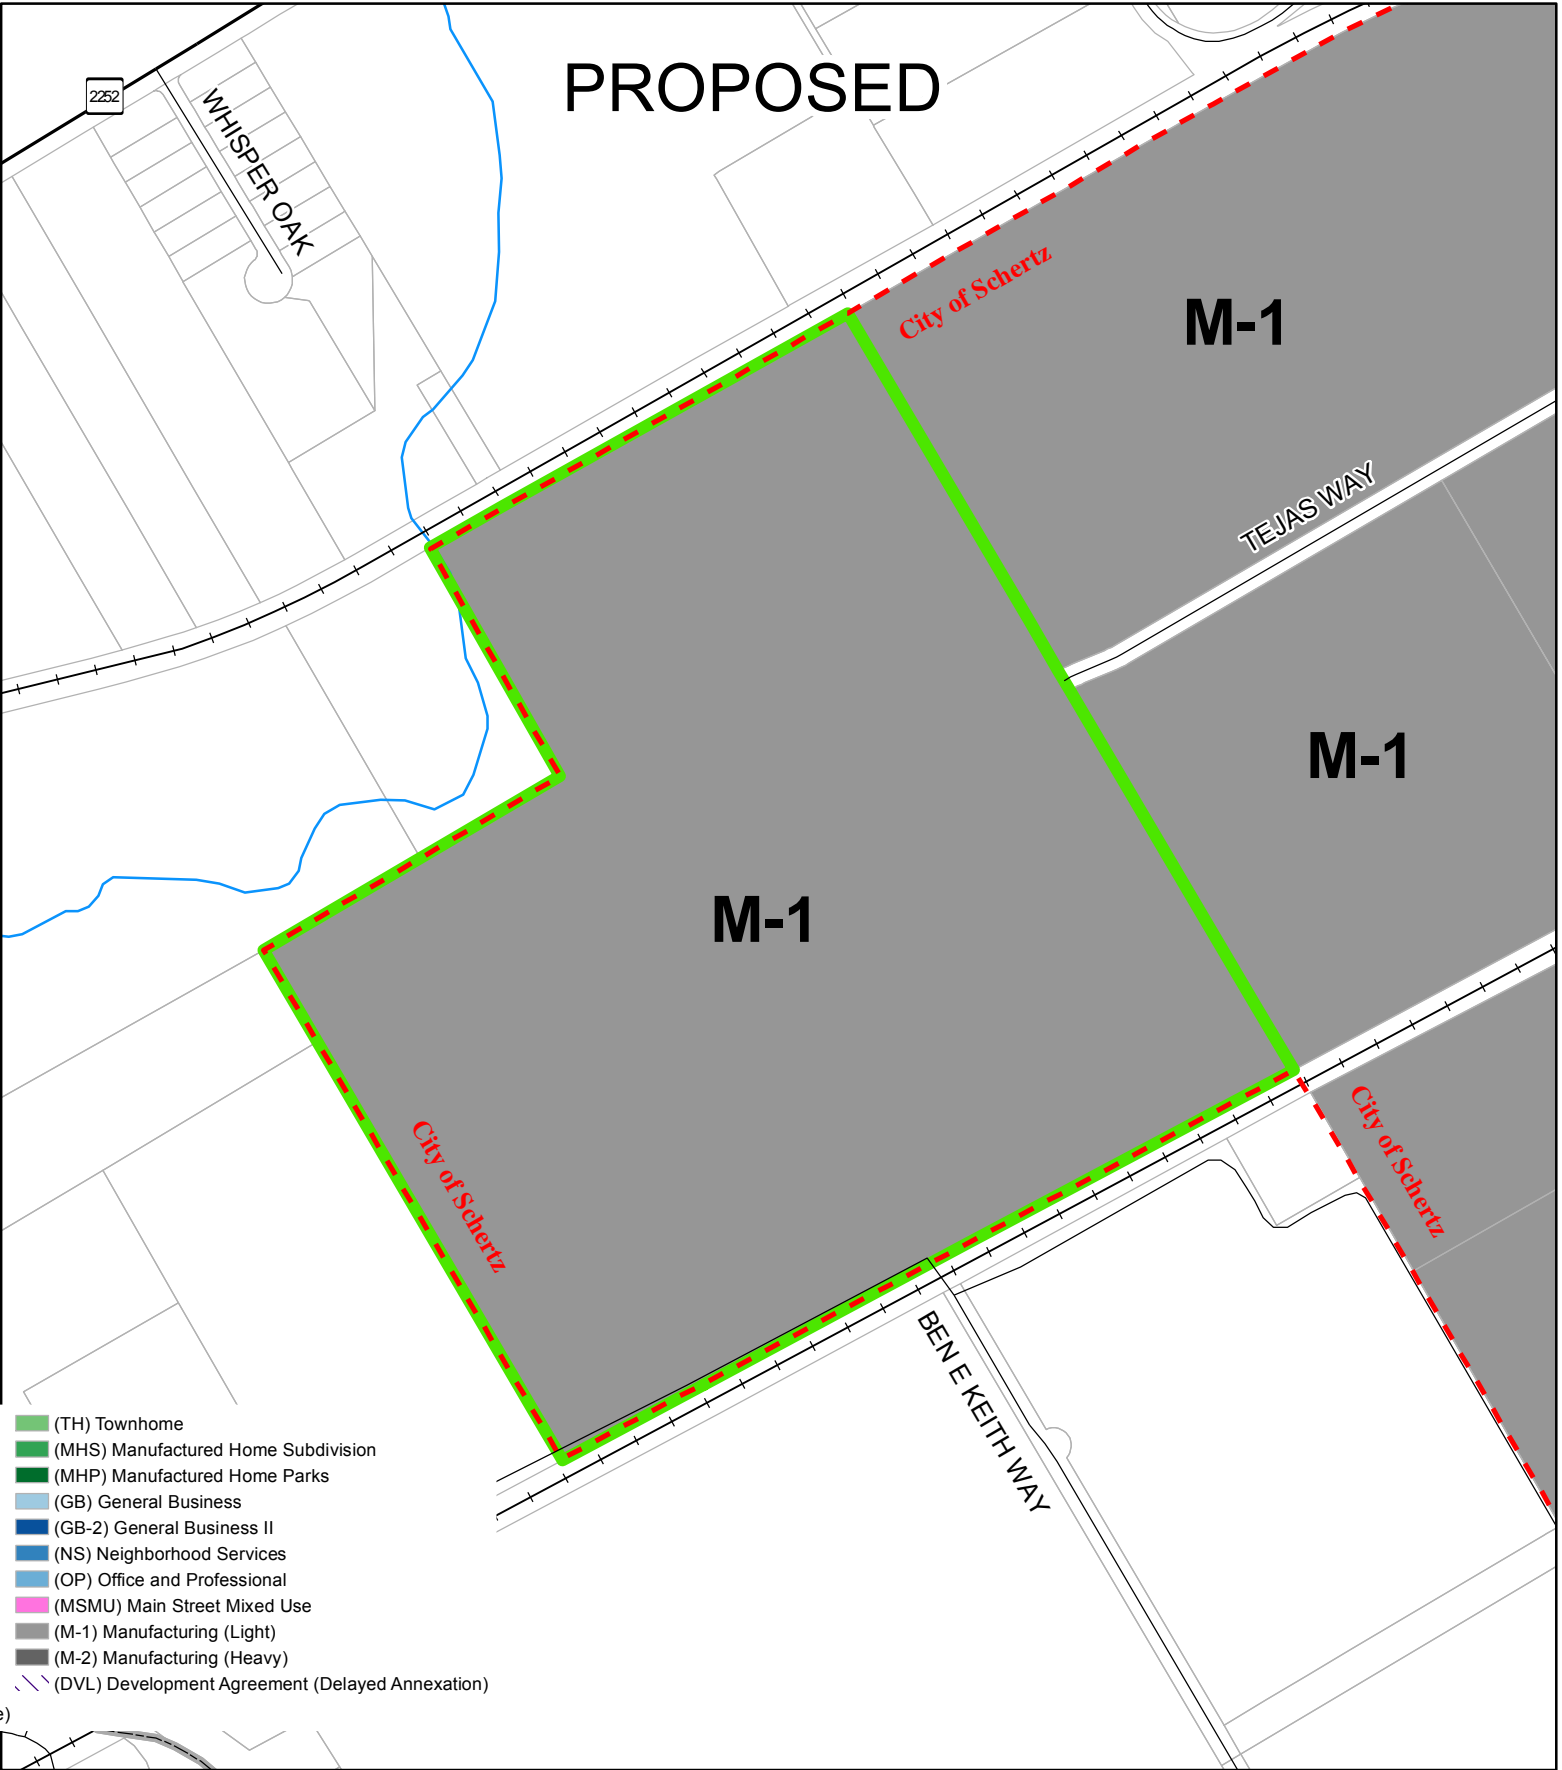 PROPOSED
2252
WHISPER OAK
City of Schertz
M-1
TEJAS WAY
M-1
M-1
City of Schertz
City of Schertz
BEN E KEITH WAY
(TH) Townhome
(MHS) Manufactured Home Subdivision
(MHP) Manufactured Home Parks
(GB) General Business
(GB-2) General Business II
(NS) Neighborhood Services
(OP) Office and Professional
(MSMU) Main Street Mixed Use
(M-1) Manufacturing (Light)
(M-2) Manufacturing (Heavy)
(DVL) Development Agreement (Delayed Annexation)
e)